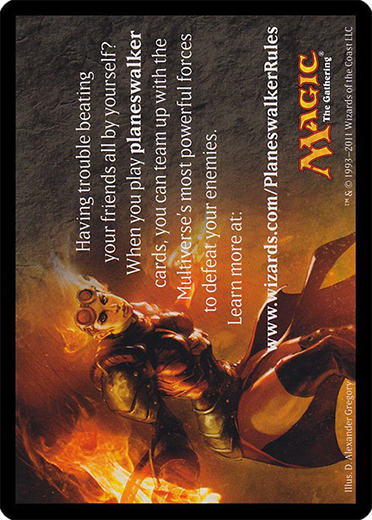 Having trouble beating
your friends all by yourself?
When you play planeswalker
cards, you can team up with the
Multiverse's most powerful forces
to defeat your enemies.
Learn more at:
www.wizards.com/PlaneswalkerRules
MAGIC
The Gathering®
™ & © 1993–2011 Wizards of the Coast LLC
Illus. D. Alexander Gregory